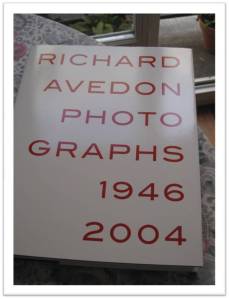 RICHARD
AVEDON
PHOTO
GRAPHS
1946
2004